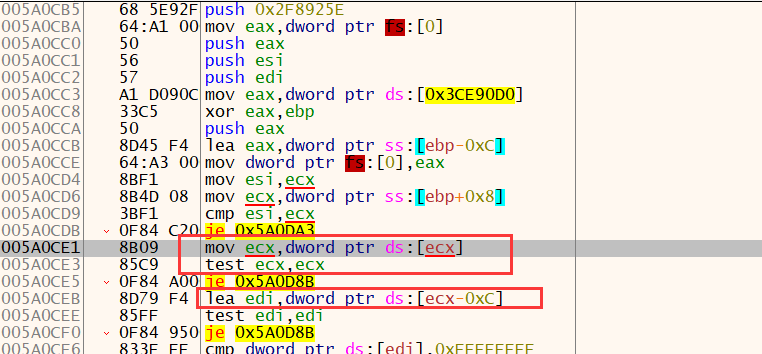 005A0CB5 68 5E92F push 0x2F8925E
005A0CBA 64:A1 00 mov eax,dword ptr fs:[0]
005A0CC0 50 push eax
005A0CC1 56 push esi
005A0CC2 57 push edi
005A0CC3 A1 D090C mov eax,dword ptr ds:[0x3CE90D0]
005A0CC8 33C5 xor eax,ebp
005A0CCA 50 push eax
005A0CCB 8D45 F4 lea eax,dword ptr ss:[ebp-0xC]
005A0CCE 64:A3 00 mov dword ptr fs:[0],eax
005A0CD4 8BF1 mov esi,ecx
005A0CD6 8B4D 08 mov ecx,dword ptr ss:[ebp+0x8]
005A0CD9 3BF1 cmp esi,ecx
005A0CDB 0F84 C20 je 0x5A0DA3
005A0CE1 8B09 mov ecx,dword ptr ds:[ecx]
005A0CE3 85C9 test ecx,ecx
005A0CE5 0F84 A00 je 0x5A0D8B
005A0CEB 8D79 F4 lea edi,dword ptr ds:[ecx-0xC]
005A0CEE 85FF test edi,edi
005A0CF0 0F84 950 je 0x5A0D8B
005A0CF6 833F FF cmp dword ptr ds:[edi],0xFFFFFFFF